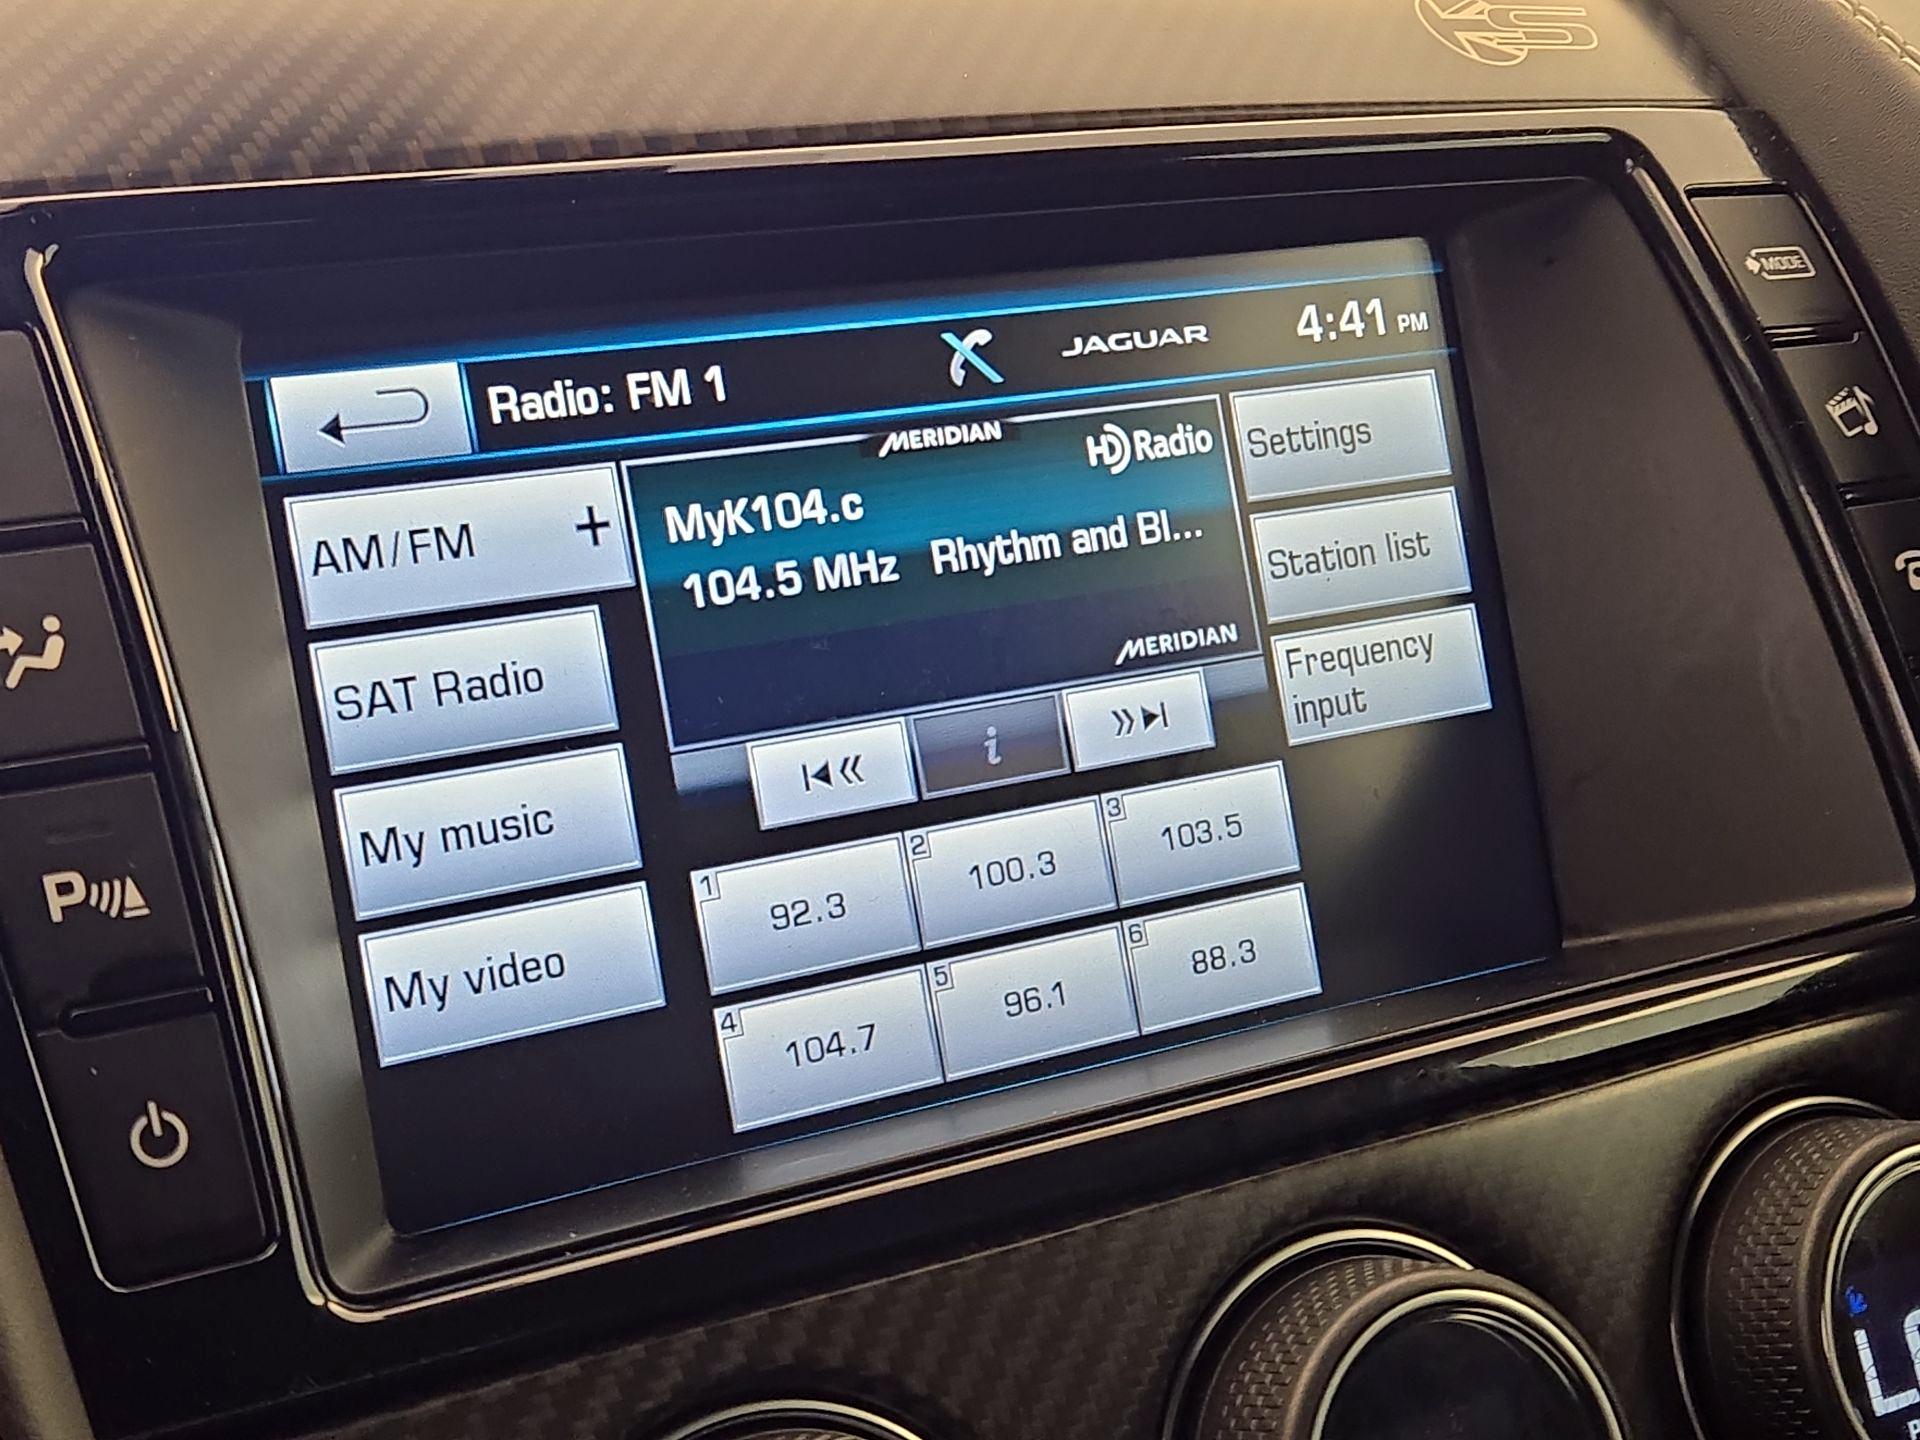 MODE
JAGUAR
4:41 PM
Radio: FM 1
MERIDIAN
HD Radio
Settings
AM/FM +
MyK104.c
104.5 MHz Rhythm and Bl...
Station list
MERIDIAN
SAT Radio
Frequency
input
i
My music
1 92.3
2 100.3
3 103.5
My video
4 104.7
5 96.1
6 88.3
P